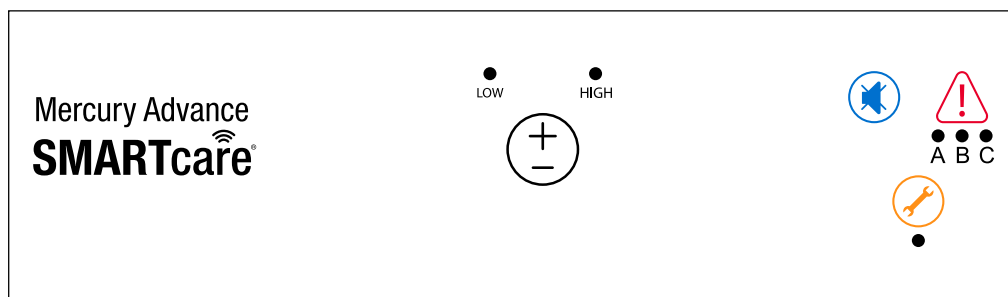 Mercury Advance
SMARTcare®
LOW
HIGH
+
−
A B C